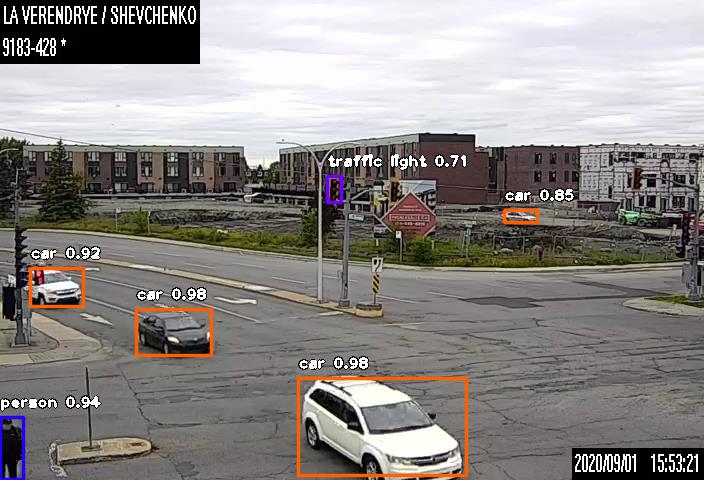 LA VERENDRYE / SHEVCHENKO
9183-428 *
traffic light 0.71
car 0.85
car 0.92
car 0.98
car 0.98
person 0.94
2020/09/01 15:53:21